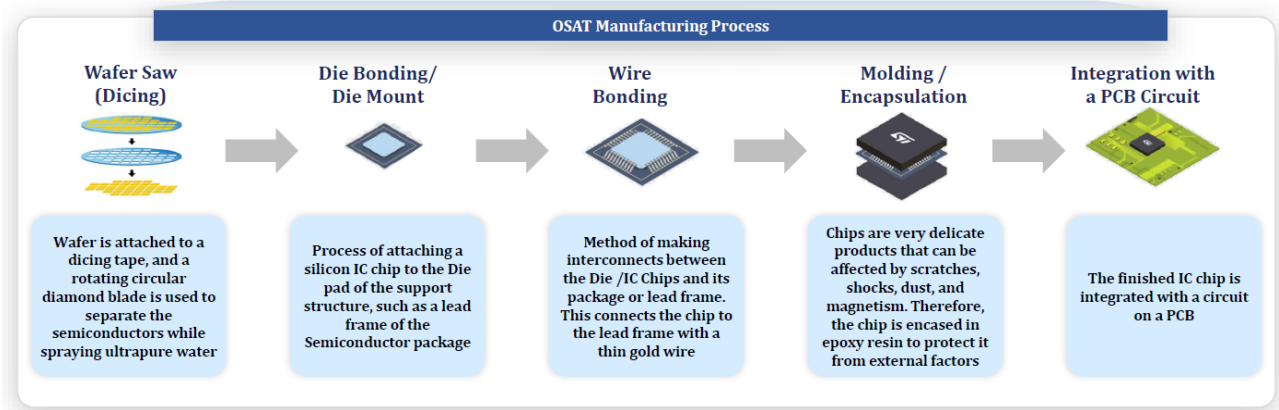 OSAT Manufacturing Process
Wafer Saw
(Dicing)
Die Bonding/
Die Mount
Wire
Bonding
Molding /
Encapsulation
Integration with
a PCB Circuit
ST
Wafer is attached to a
dicing tape, and a
rotating circular
diamond blade is used to
separate the
semiconductors while
spraying ultrapure water
Process of attaching a
silicon IC chip to the Die
pad of the support
structure, such as a lead
frame of the
Semiconductor package
Method of making
interconnects between
the Die /IC Chips and its
package or lead frame.
This connects the chip to
the lead frame with a
thin gold wire
Chips are very delicate
products that can be
affected by scratches,
shocks, dust, and
magnetism. Therefore,
the chip is encased in
epoxy resin to protect it
from external factors
The finished IC chip is
integrated with a circuit
on a PCB